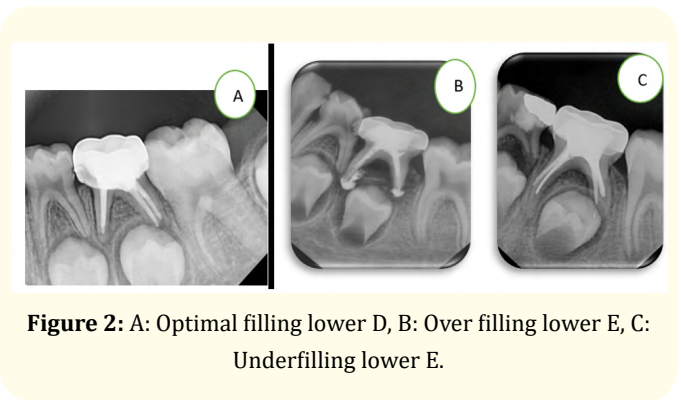 A
B
C
Figure 2: A: Optimal filling lower D, B: Over filling lower E, C:
Underfilling lower E.